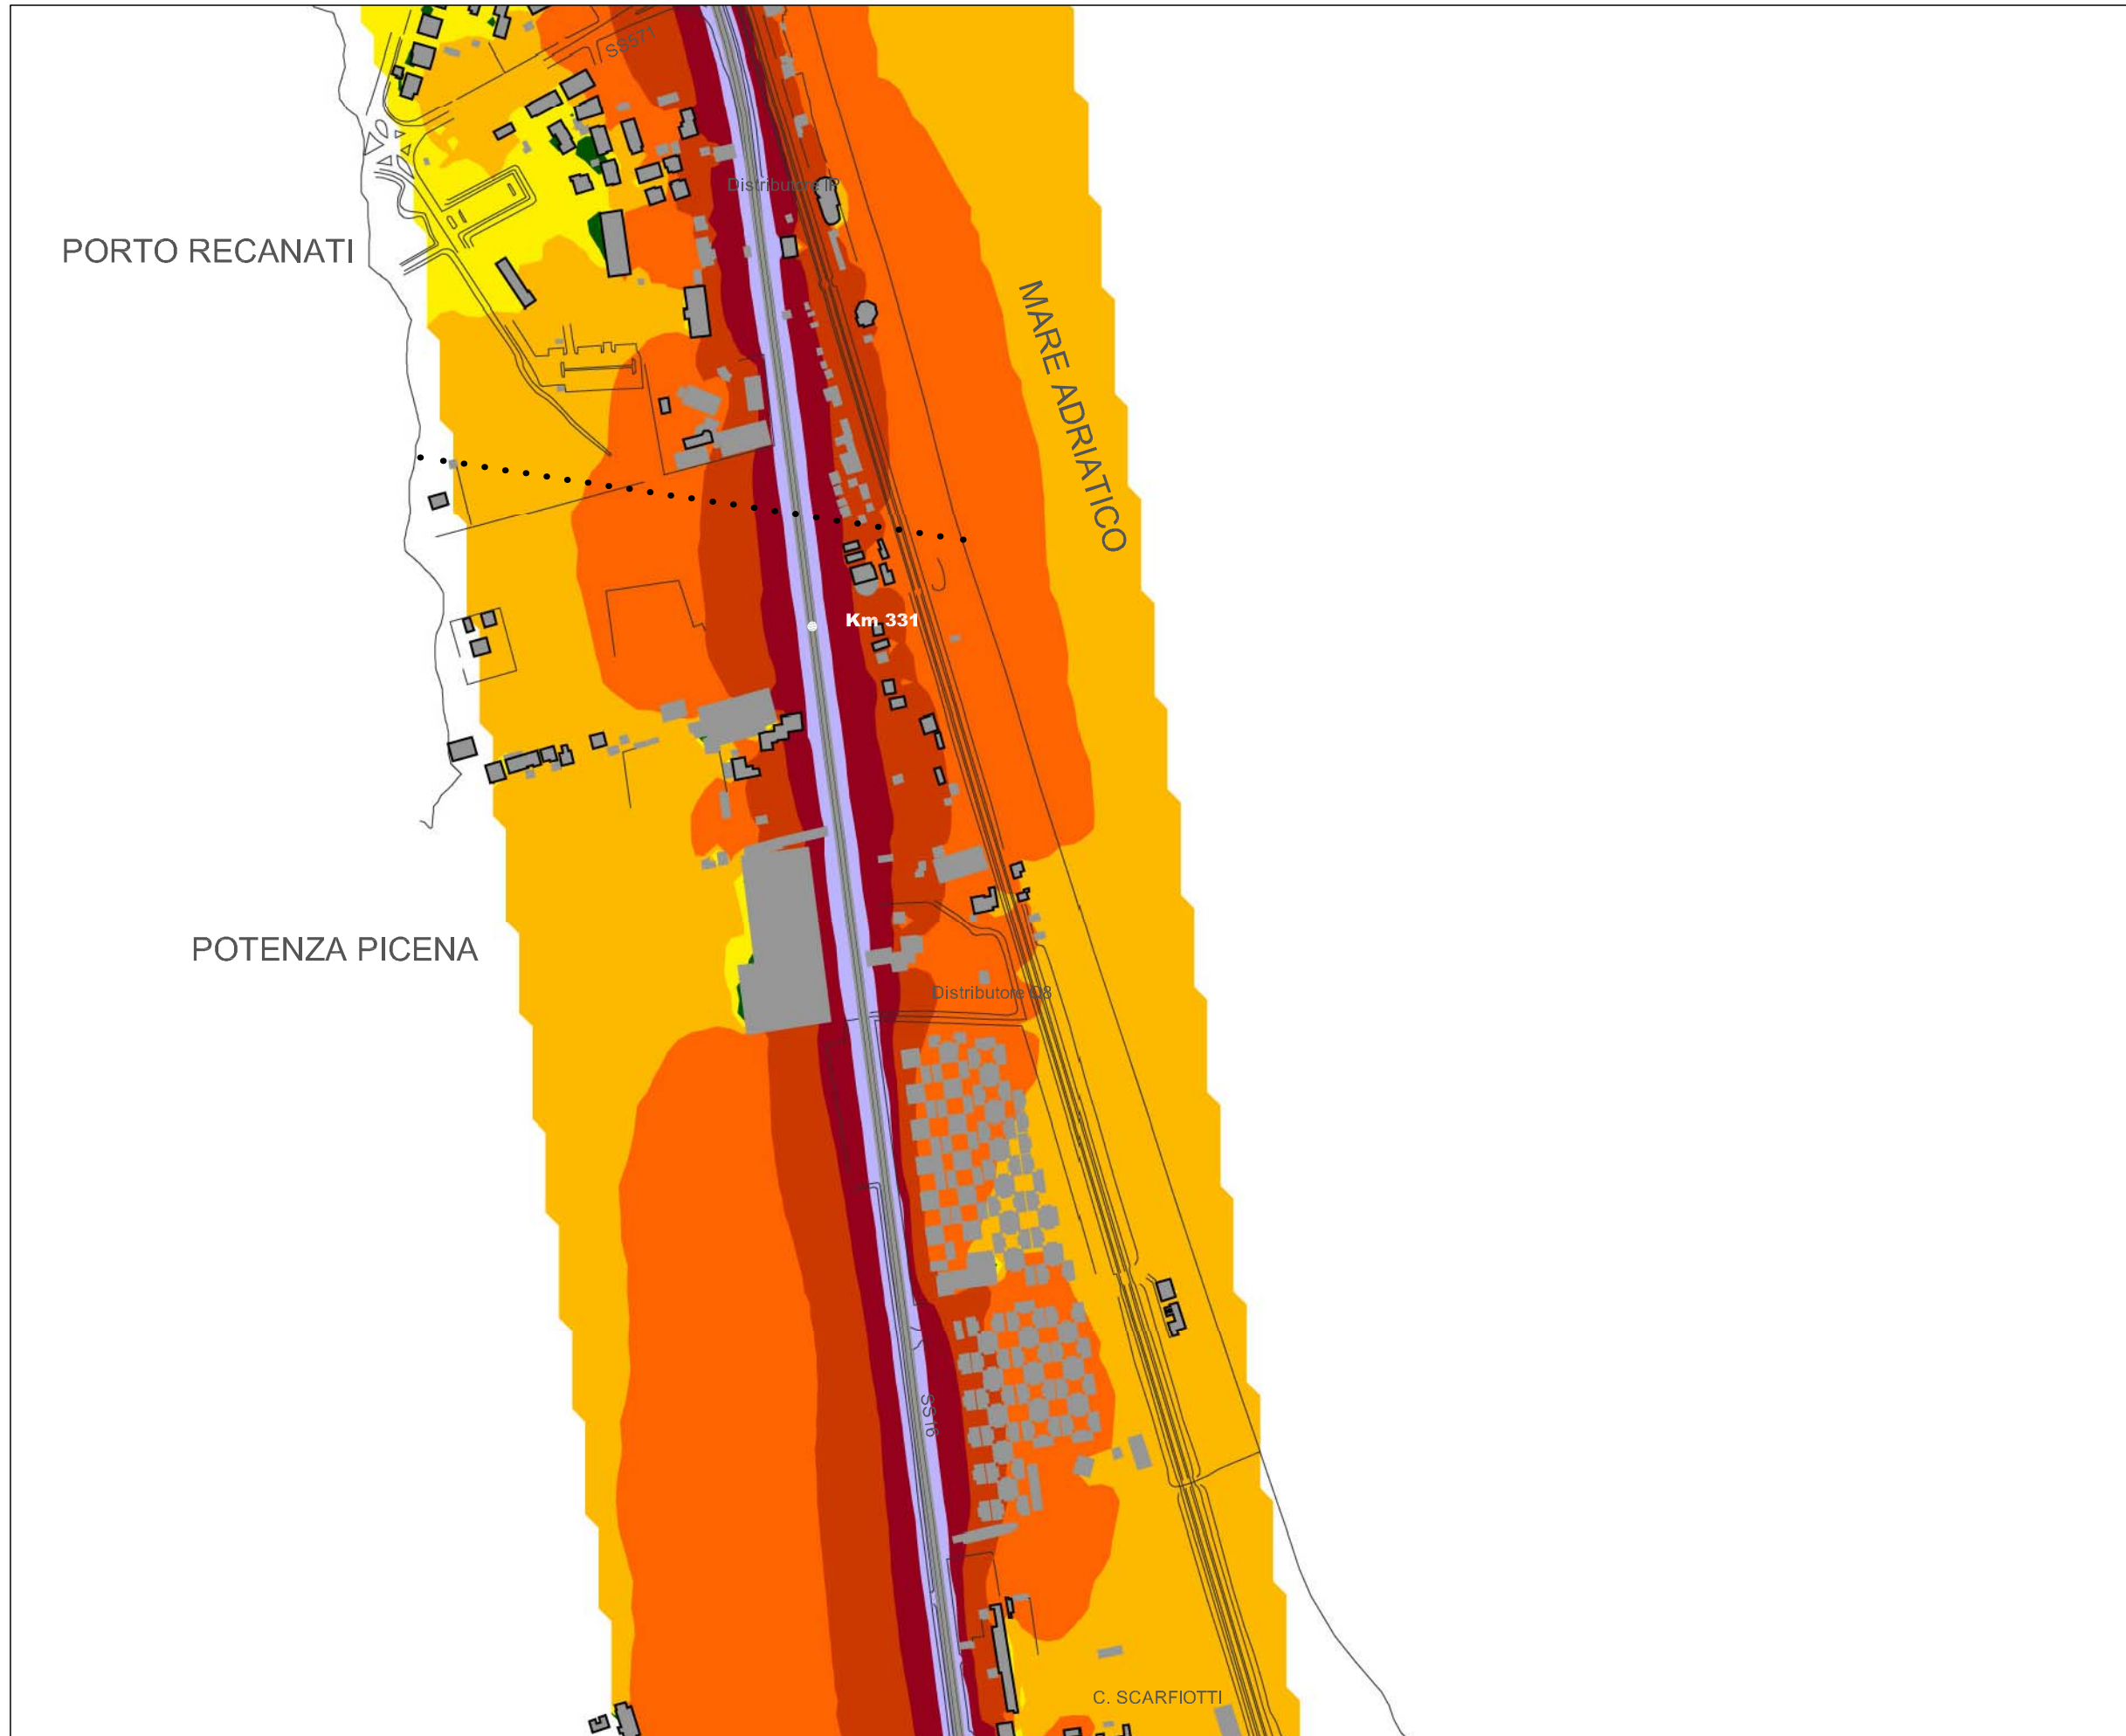 SS571
Distributore IP
PORTO RECANATI
MARE ADRIATICO
Km 331
POTENZA PICENA
Distributore Q8
SS16
C. SCARFIOTTI